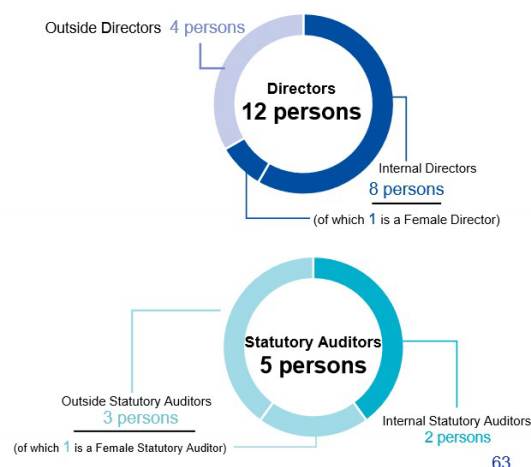 Outside Directors 4 persons
Directors
12 persons
Internal Directors
8 persons
(of which 1 is a Female Director)
Statutory Auditors
5 persons
Outside Statutory Auditors
3 persons
(of which 1 is a Female Statutory Auditor)
Internal Statutory Auditors
2 persons
63